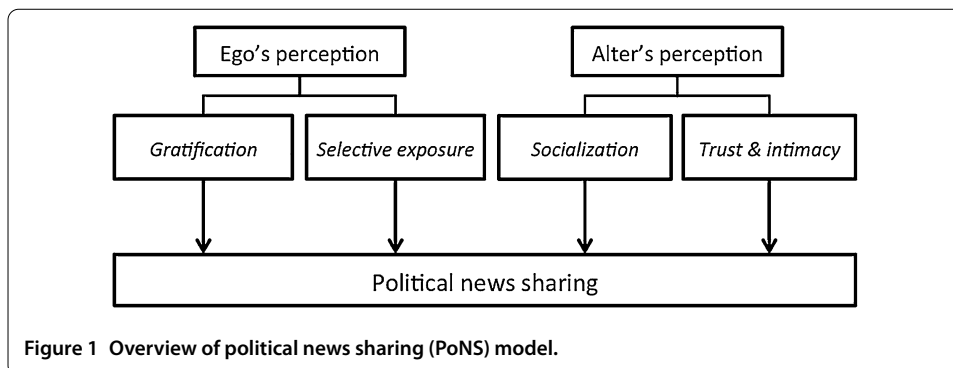 Ego’s perception Alter’s perception
Gratification Selective exposure Socialization Trust & intimacy
Political news sharing
Figure 1 Overview of political news sharing (PoNS) model.